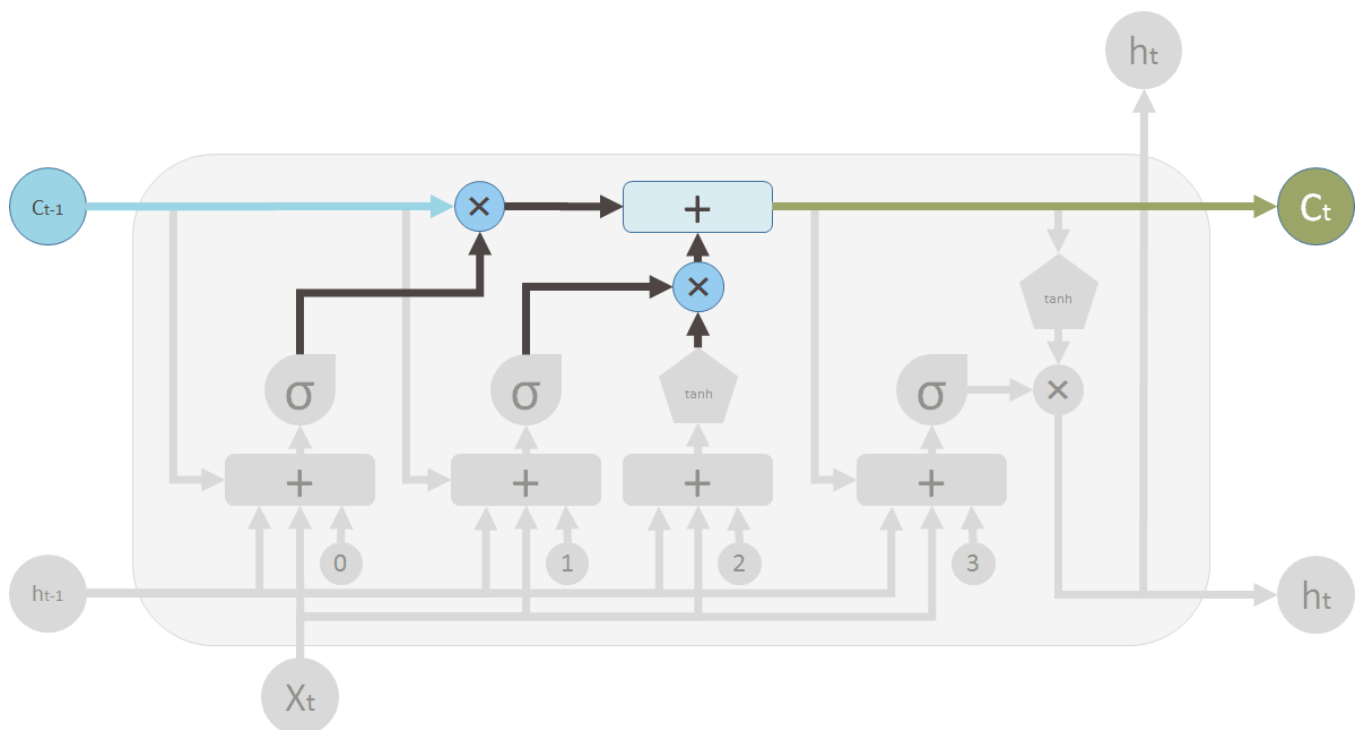 ht
Ct-1
×
+
Ct
×
tanh
σ
σ
tanh
σ
×
+
+
+
+
0
1
2
3
ht-1
ht
Xt